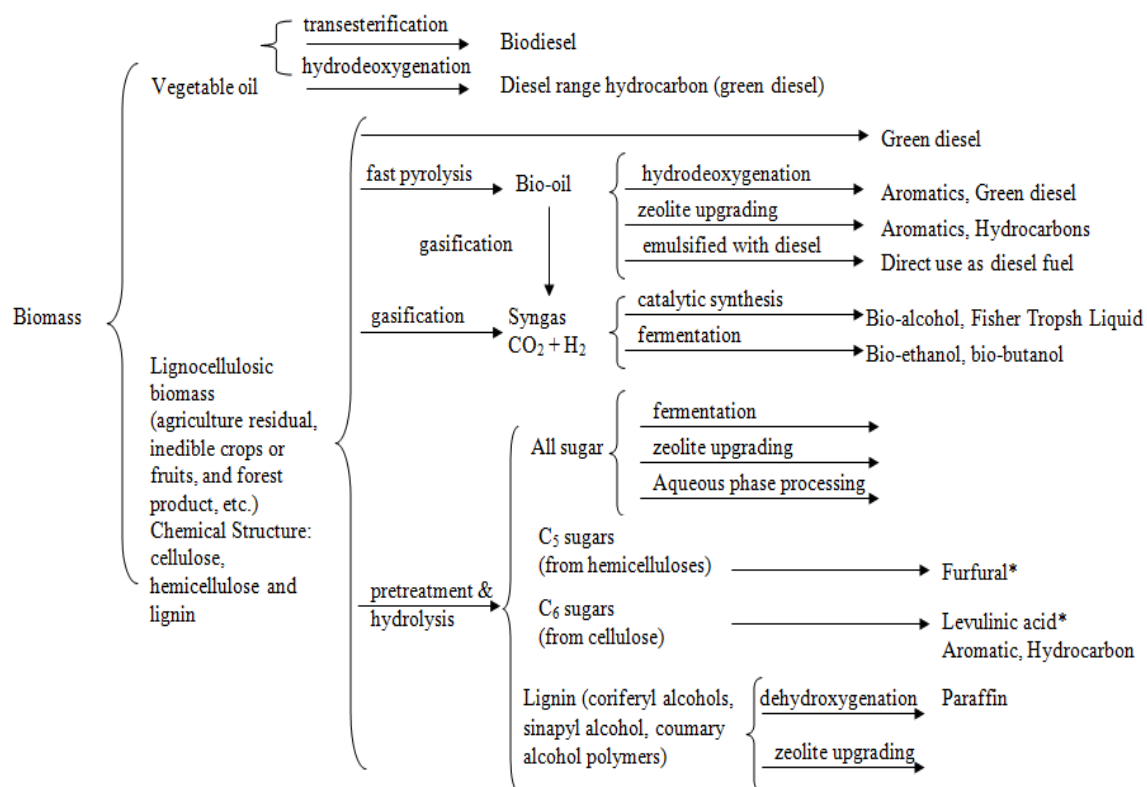 transesterification
Biodiesel
hydrodeoxygenation
Vegetable oil
Diesel range hydrocarbon (green diesel)
Green diesel
fast pyrolysis
Bio-oil
hydrodeoxygenation
Aromatics, Green diesel
zeolite upgrading
Aromatics, Hydrocarbons
gasification
emulsified with diesel
Direct use as diesel fuel
Biomass
gasification
Syngas
CO₂ + H₂
catalytic synthesis
Bio-alcohol, Fisher Tropsh Liquid
fermentation
Bio-ethanol, bio-butanol
Lignocellulosic
biomass
(agriculture residual,
inedible crops or
fruits, and forest
product, etc.)
Chemical Structure:
cellulose,
hemicellulose and
lignin
pretreatment &
hydrolysis
All sugar
fermentation
zeolite upgrading
Aqueous phase processing
C₅ sugars
(from hemicelluloses)
Furfural*
C₆ sugars
(from cellulose)
Levulinic acid*
Aromatic, Hydrocarbon
Lignin (coriferyl alcohols,
sinapyl alcohol, coumary
alcohol polymers)
dehydroxygenation
Paraffin
zeolite upgrading